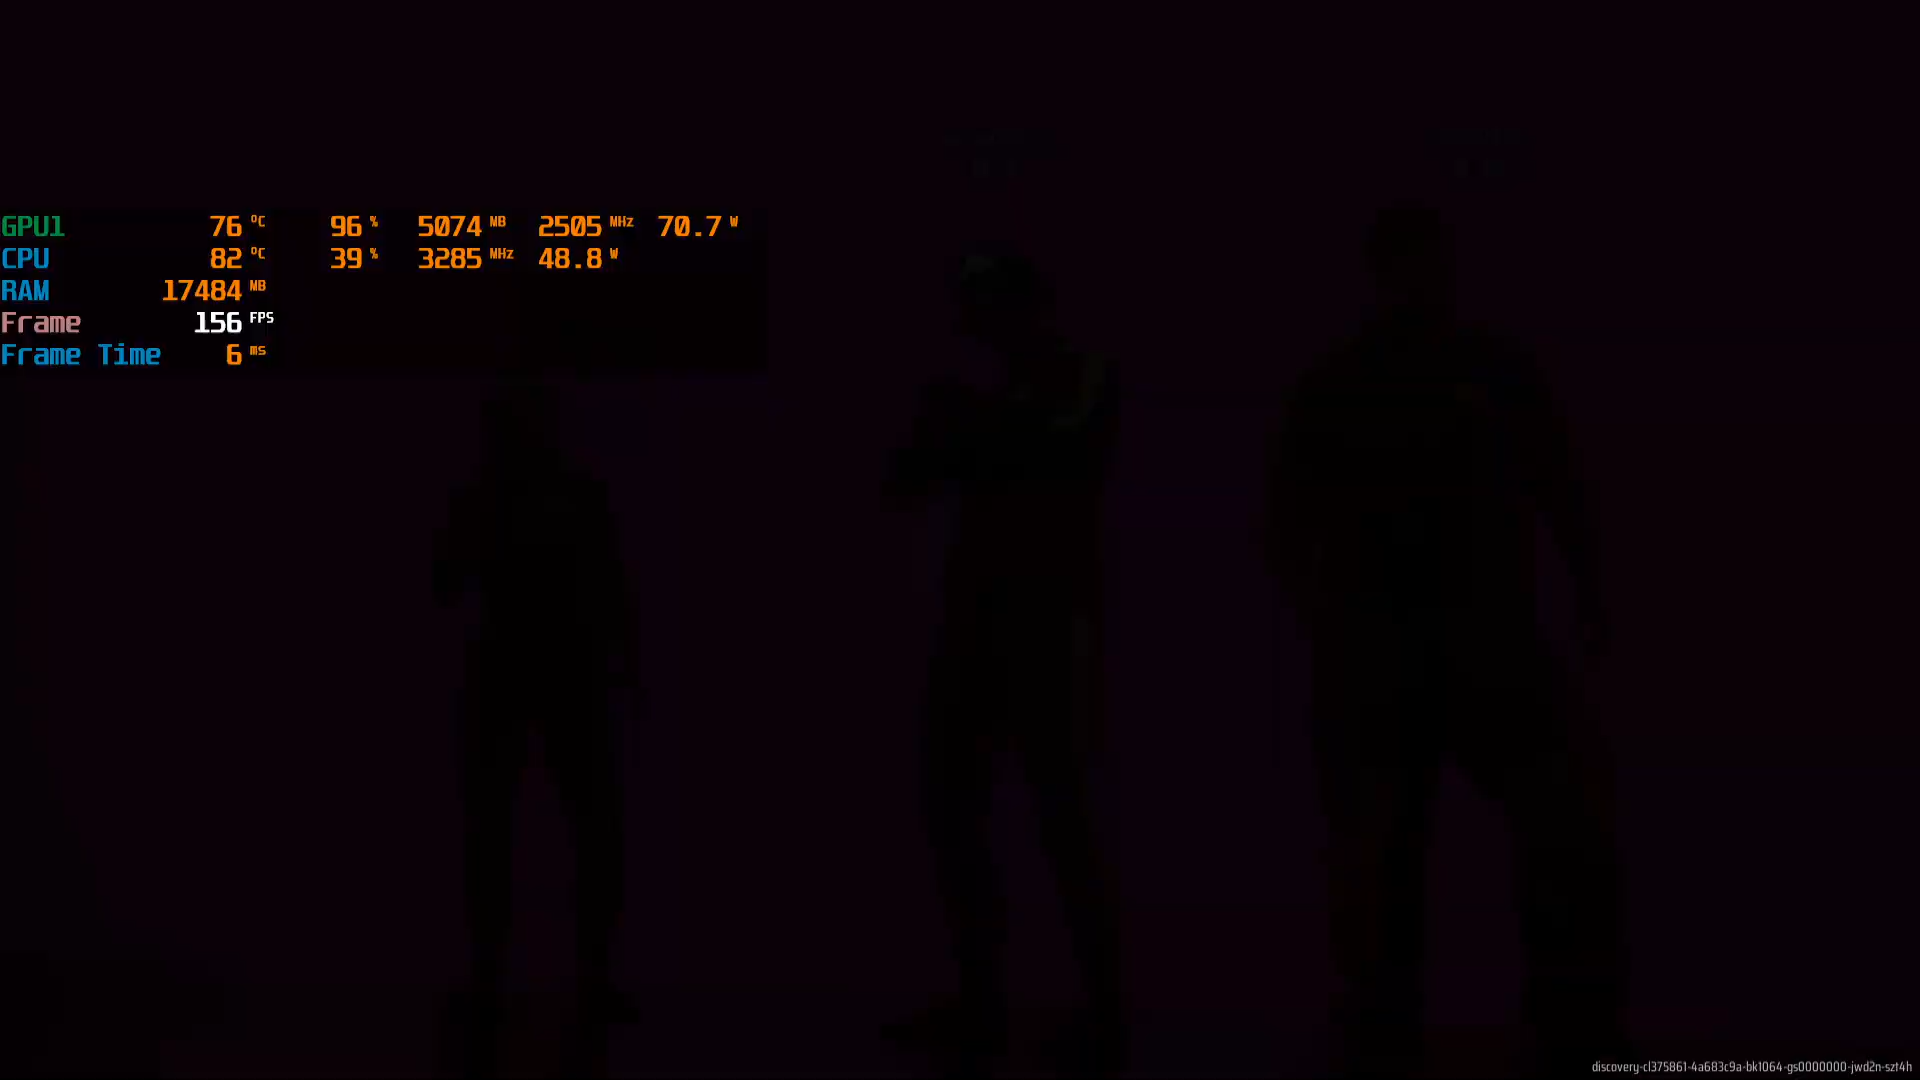 GPU1 76 °C 96 % 5074 MB 2505 MHz 70.7 W
CPU 82 °C 39 % 3285 MHz 48.8 W
RAM 17484 MB
Frame 156 FPS
Frame Time 6 ms
discovery-cl375861-4a683c9a-bk1064-gs0000000-jwd2n-szt4h